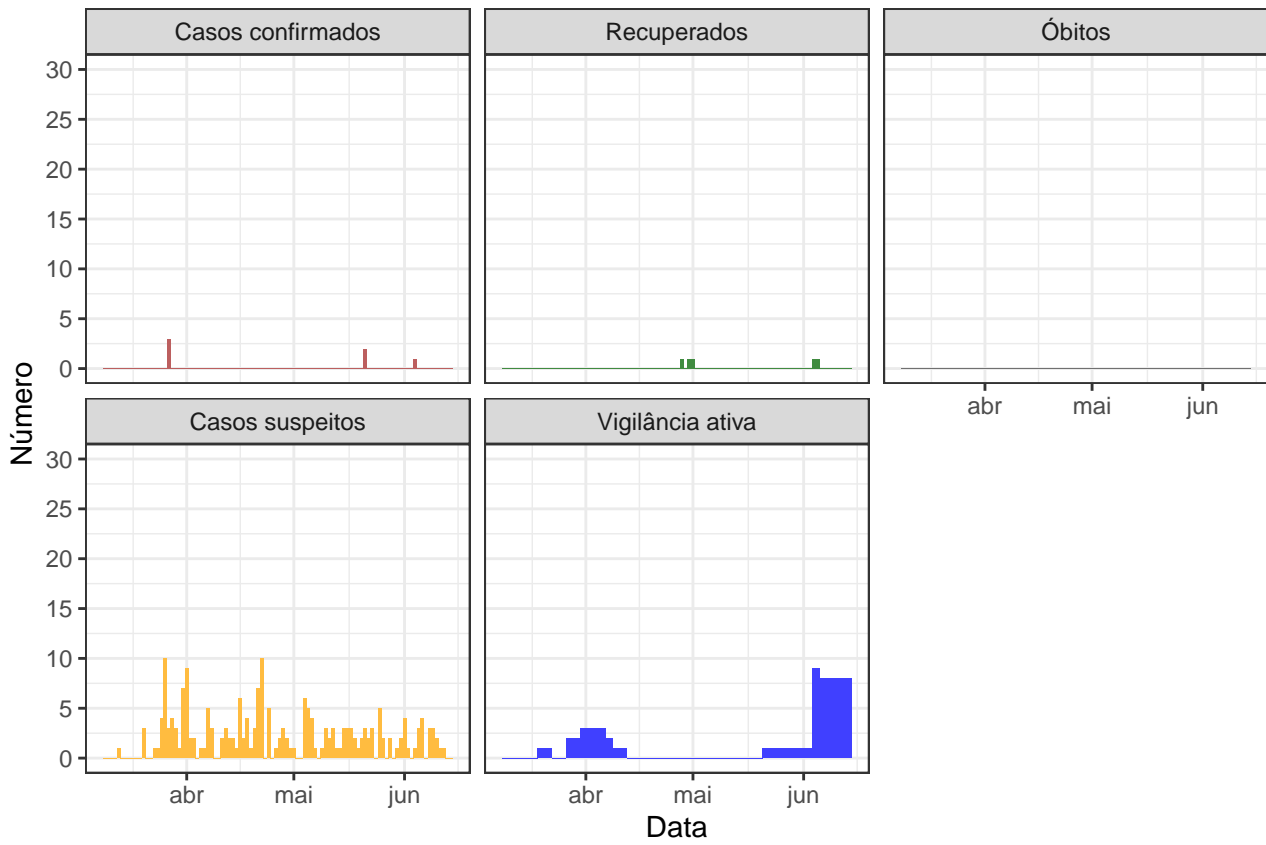 Casos confirmados
Recuperados
Óbitos
30
25
20
15
10
5
0
abr mai jun
Casos suspeitos
Vigilância ativa
30
25
20
15
10
5
0
abr mai jun
abr mai jun
Número
Data